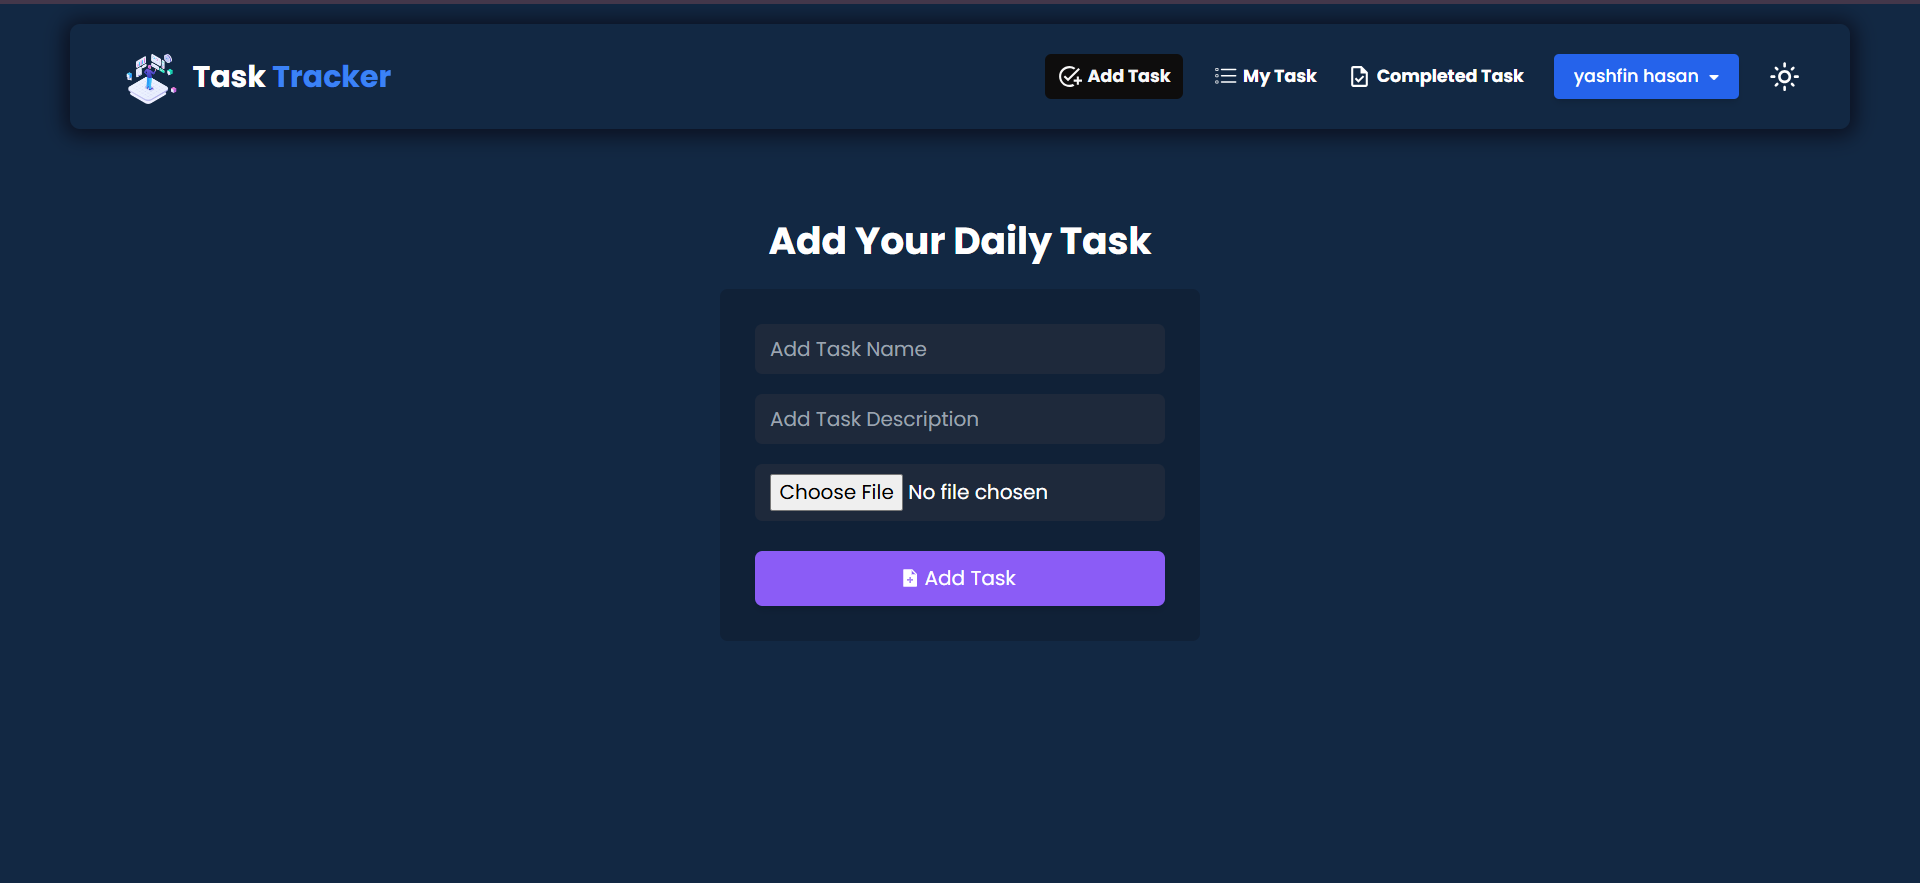 Task Tracker
Add Task
My Task
Completed Task
yashfin hasan
Add Your Daily Task
Add Task Name
Add Task Description
Choose File No file chosen
Add Task